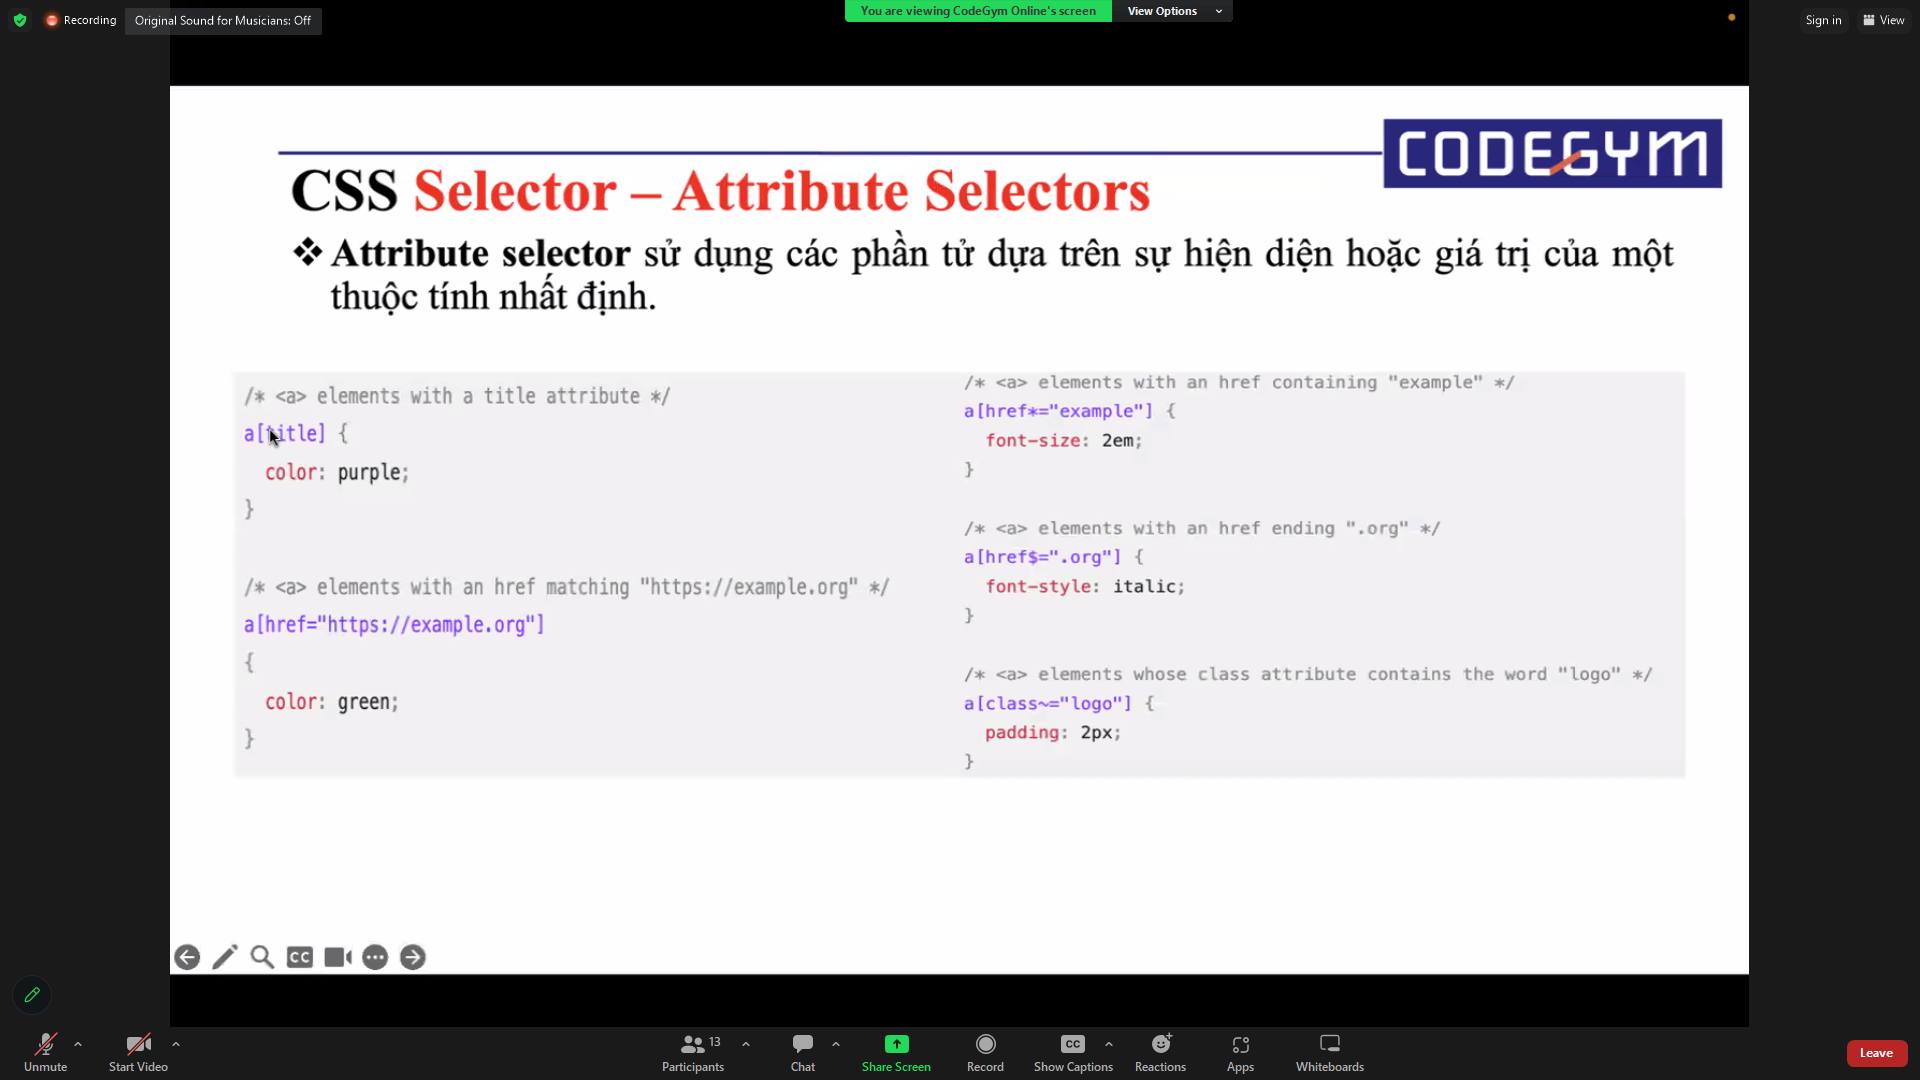 Recording
Original Sound for Musicians: Off
You are viewing CodeGym Online's screen
View Options
Sign in
View
CODEGYM
CSS Selector – Attribute Selectors
❖ Attribute selector sử dụng các phần tử dựa trên sự hiện diện hoặc giá trị của một
thuộc tính nhất định.
/* <a> elements with a title attribute */
a[title] {
color: purple;
}
/* <a> elements with an href matching "https://example.org" */
a[href="https://example.org"]
{
color: green;
}
/* <a> elements with an href containing "example" */
a[href*="example"] {
font-size: 2em;
}
/* <a> elements with an href ending ".org" */
a[href$=".org"] {
font-style: italic;
}
/* <a> elements whose class attribute contains the word "logo" */
a[class~="logo"] {
padding: 2px;
}
CC
Unmute
Start Video
13
Participants
Chat
Share Screen
Record
CC
Show Captions
Reactions
Apps
Whiteboards
Leave